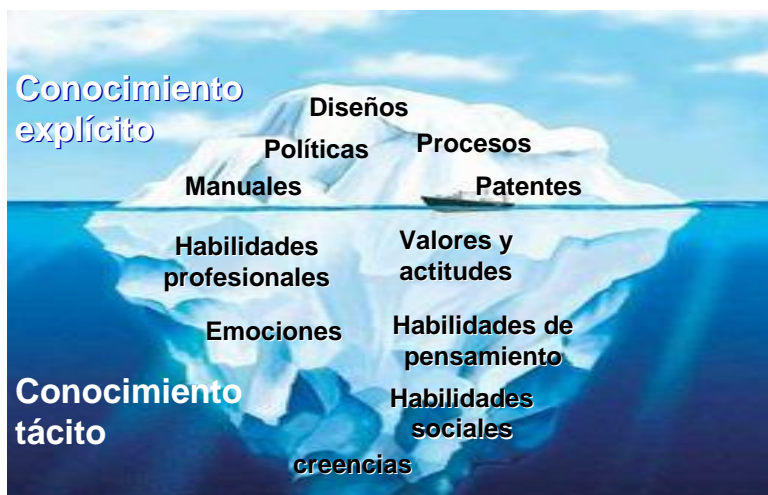 Conocimiento
explícito
Diseños
Políticas
Procesos
Manuales
Patentes
Habilidades
profesionales
Valores y
actitudes
Emociones
Habilidades de
pensamiento
Conocimiento
tácito
Habilidades
sociales
creencias